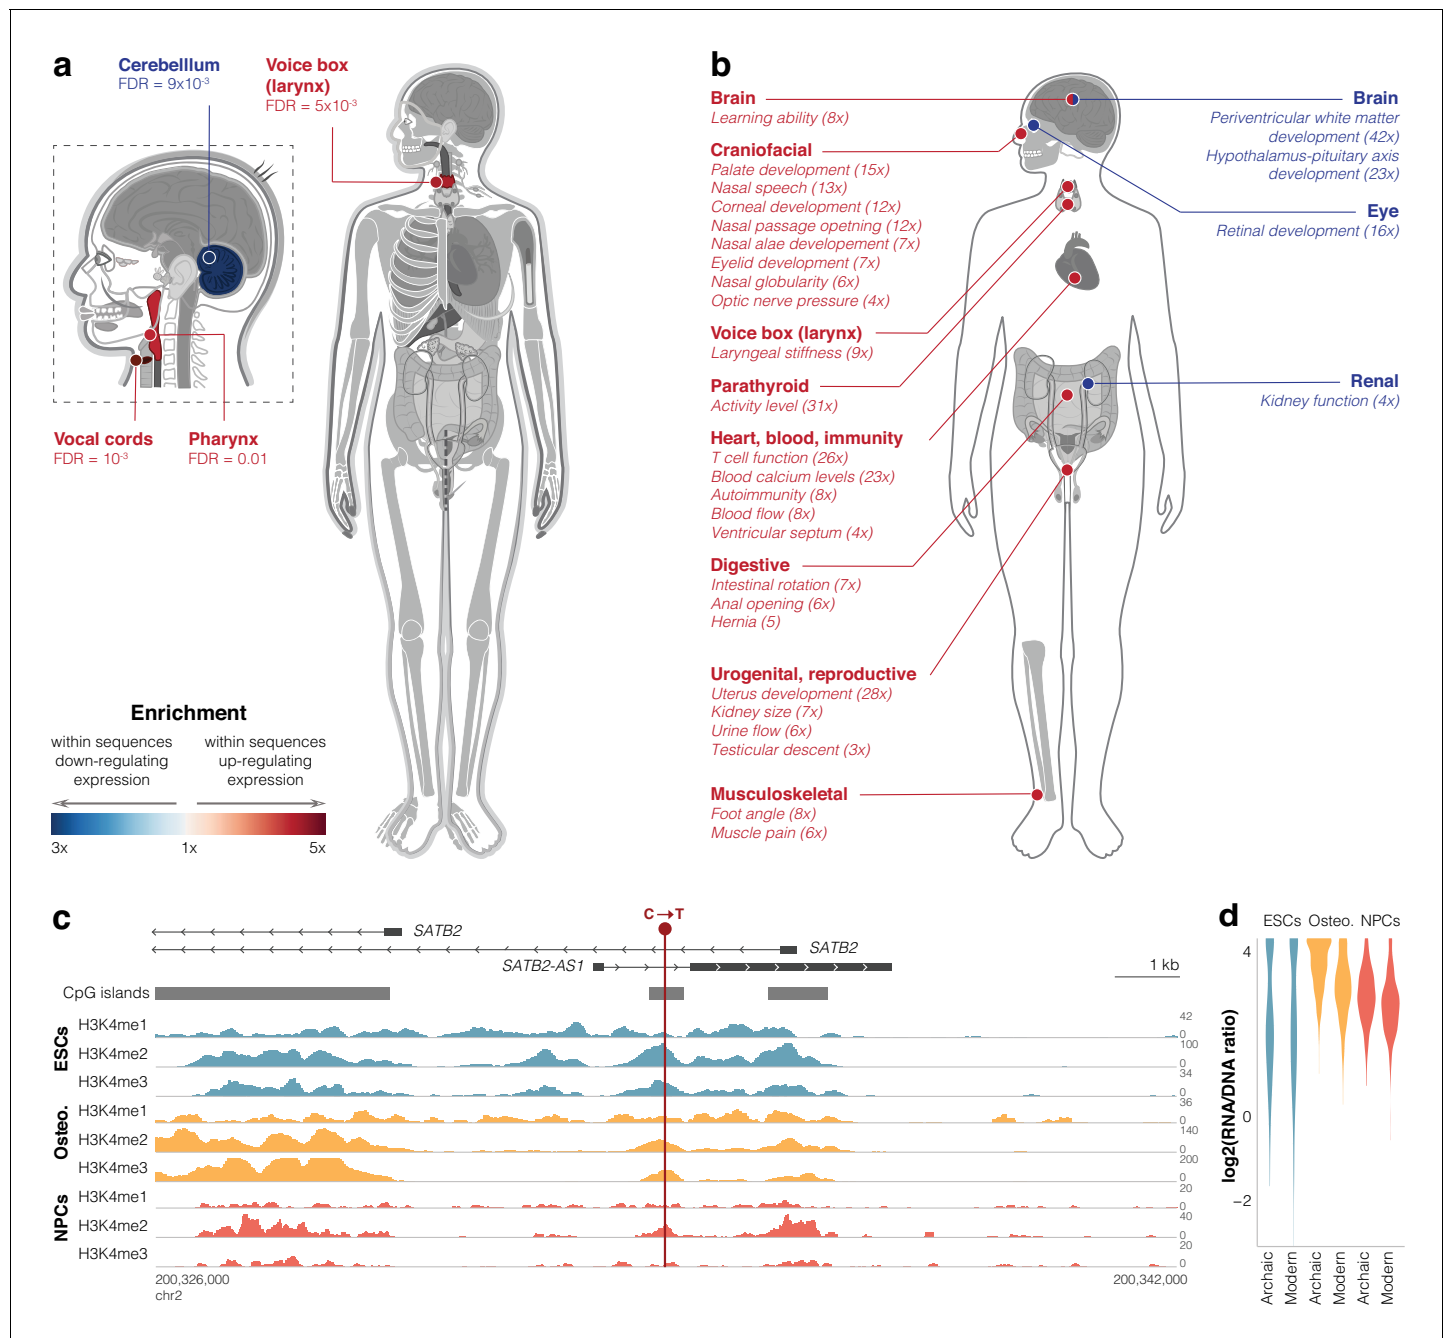 a
Cerebelllum
FDR = 9x10-3
Voice box
(larynx)
FDR = 5x10-3
Vocal cords
FDR = 10-3
Pharynx
FDR = 0.01
Enrichment
within sequences
down-regulating
expression
within sequences
up-regulating
expression
3x
1x
5x
b
Brain
Learning ability (8x)
Craniofacial
Palate development (15x)
Nasal speech (13x)
Corneal development (12x)
Nasal passage opetning (12x)
Nasal alae developement (7x)
Eyelid development (7x)
Nasal globularity (6x)
Optic nerve pressure (4x)
Voice box (larynx)
Laryngeal stiffness (9x)
Parathyroid
Activity level (31x)
Heart, blood, immunity
T cell function (26x)
Blood calcium levels (23x)
Autoimmunity (8x)
Blood flow (8x)
Ventricular septum (4x)
Digestive
Intestinal rotation (7x)
Anal opening (6x)
Hernia (5)
Urogenital, reproductive
Uterus development (28x)
Kidney size (7x)
Urine flow (6x)
Testicular descent (3x)
Musculoskeletal
Foot angle (8x)
Muscle pain (6x)
Brain
Periventricular white matter
development (42x)
Hypothalamus-pituitary axis
development (23x)
Eye
Retinal development (16x)
Renal
Kidney function (4x)
c
C→T
SATB2
SATB2
SATB2-AS1
1 kb
CpG islands
ESCs
H3K4me1
42
0
H3K4me2
100
0
H3K4me3
34
0
Osteo.
H3K4me1
36
0
H3K4me2
140
0
H3K4me3
200
0
NPCs
H3K4me1
20
0
H3K4me2
40
0
H3K4me3
20
0
200,326,000
200,342,000
chr2
d
ESCs Osteo. NPCs
log2(RNA/DNA ratio)
4
0
−2
Archaic
Modern
Archaic
Modern
Archaic
Modern